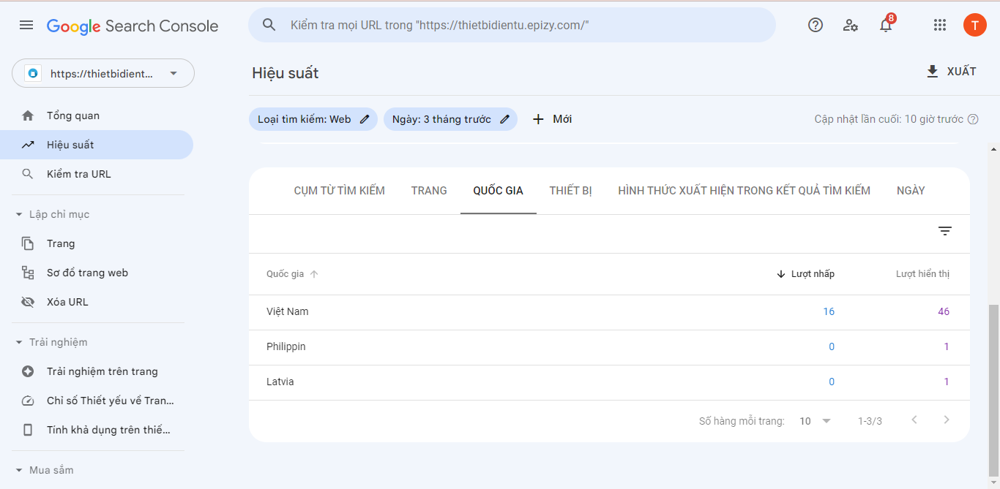 Google Search Console
Kiểm tra mọi URL trong "https://thietbidientu.epizy.com/"
8
T
https://thietbidient...
Hiệu suất
XUẤT
Tổng quan
Hiệu suất
Kiểm tra URL
Lập chỉ mục
Trang
Sơ đồ trang web
Xóa URL
Trải nghiệm
Trải nghiệm trên trang
Chỉ số Thiết yếu về Tran...
Tính khả dụng trên thiế...
Mua sắm
Loại tìm kiếm: Web
Ngày: 3 tháng trước
Mới
Cập nhật lần cuối: 10 giờ trước
CỤM TỪ TÌM KIẾM TRANG QUỐC GIA THIẾT BỊ HÌNH THỨC XUẤT HIỆN TRONG KẾT QUẢ TÌM KIẾM NGÀY
Quốc gia Lượt nhấp Lượt hiển thị
Việt Nam 16 46
Philippin 0 1
Latvia 0 1
Số hàng mỗi trang: 10 1-3/3